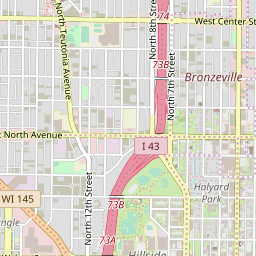 West Center St
North 8th Street
North Teutonia Avenue
73B
North 7th Street
Bronzeville
t North Avenue
I 43
North 12th Street
WI 145
Halyard
Park
ngle
73B
73A
Hillside